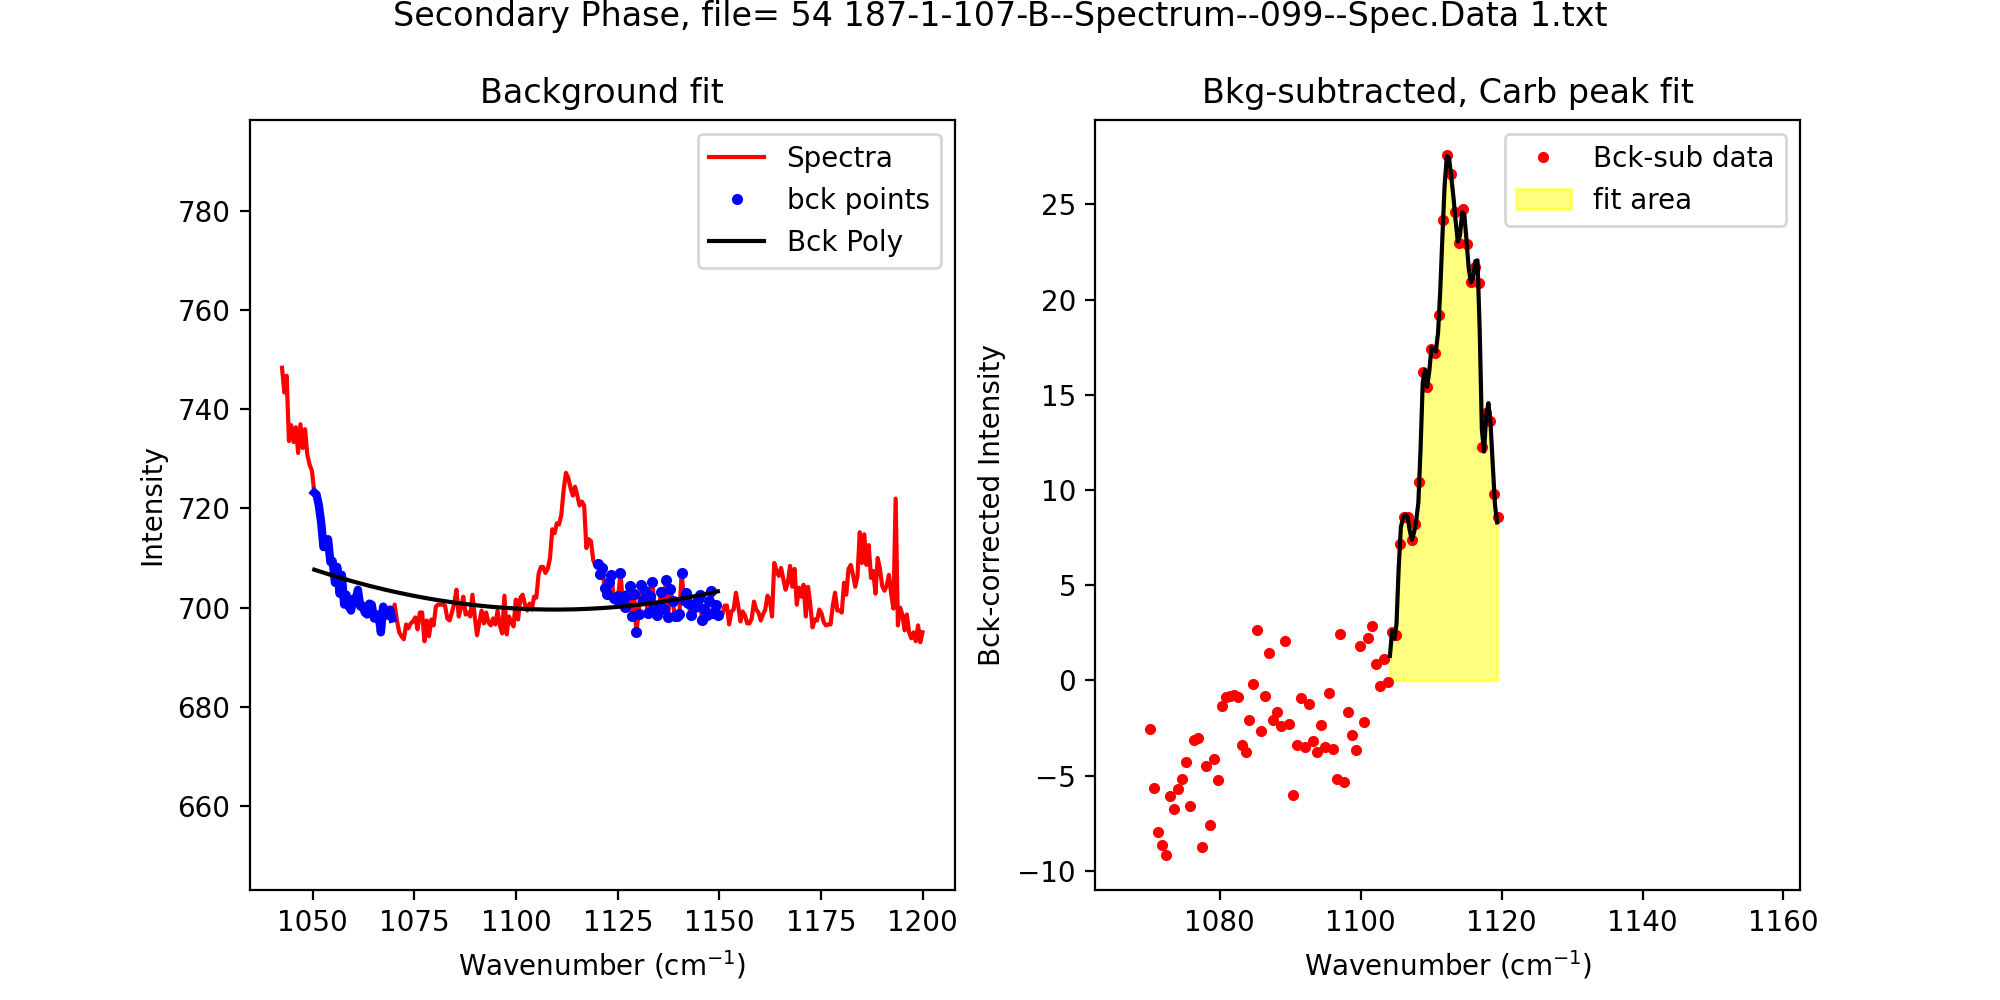 Secondary Phase, file= 54 187-1-107-B--Spectrum--099--Spec.Data 1.txt
Background fit
Spectra
bck points
Bck Poly
Intensity
780
760
740
720
700
680
660
1050 1075 1100 1125 1150 1175 1200
Wavenumber (cm⁻¹)
Bkg-subtracted, Carb peak fit
Bck-sub data
fit area
Bck-corrected Intensity
25
20
15
10
5
0
−5
−10
1080 1100 1120 1140 1160
Wavenumber (cm⁻¹)